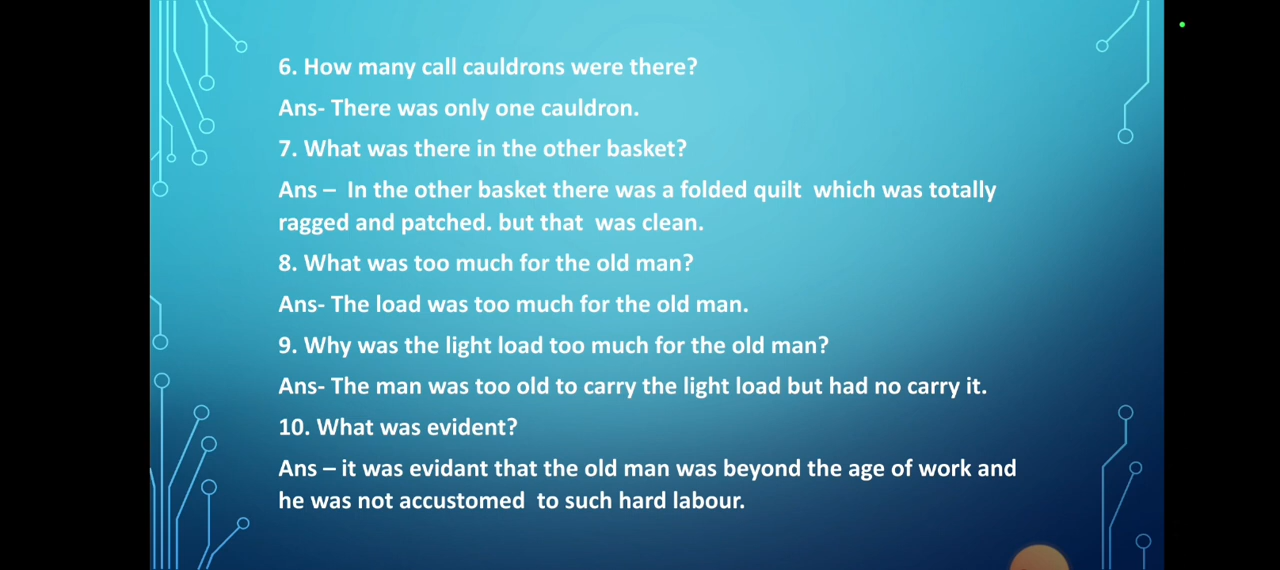 6. How many call cauldrons were there?
Ans- There was only one cauldron.
7. What was there in the other basket?
Ans – In the other basket there was a folded quilt which was totally
ragged and patched. but that was clean.
8. What was too much for the old man?
Ans- The load was too much for the old man.
9. Why was the light load too much for the old man?
Ans- The man was too old to carry the light load but had no carry it.
10. What was evident?
Ans – it was evidant that the old man was beyond the age of work and
he was not accustomed to such hard labour.